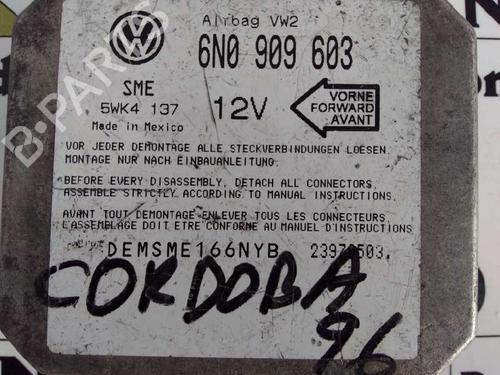 Airbag VW2
6N0 909 603
SME
5WK4 137
12V
Made in Mexico
VORNE
FORWARD
AVANT
VOR JEDER DEMONTAGE ALLE STECKVERBINDUNGEN LOESEN.
MONTAGE NUR NACH EINBAUANLEITUNG.
BEFORE EVERY DISASSEMBLY, DETACH ALL CONNECTORS,
ASSEMBLE STRICTLY ACCORDING TO MANUAL INSTRUCTIONS.
AVANT TOUT DEMONTAGE ENLEVER TOUS LES CONNECTEURS.
L'ASSEMBLAGE DOIT ETRE CONFORME AU MANUEL D'INSTRUCTIONS
DEMSME166NYB
CORDOBA
96
B-PARTS